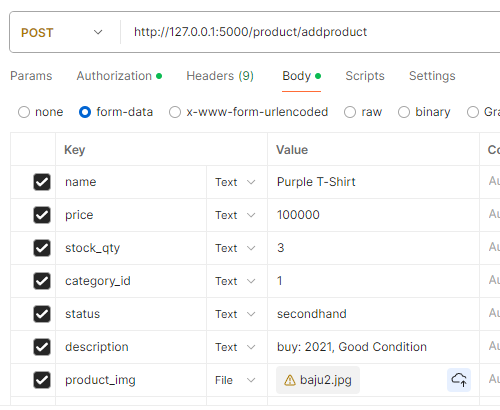 POST http://127.0.0.1:5000/product/addproduct
Params Authorization Headers (9) Body Scripts Settings
none form-data x-www-form-urlencoded raw binary Gra
Key Value Co
name Text Purple T-Shirt Au
price Text 100000 Au
stock_qty Text 3 Au
category_id Text 1 Au
status Text secondhand Au
description Text buy: 2021, Good Condition Au
product_img File baju2.jpg Au